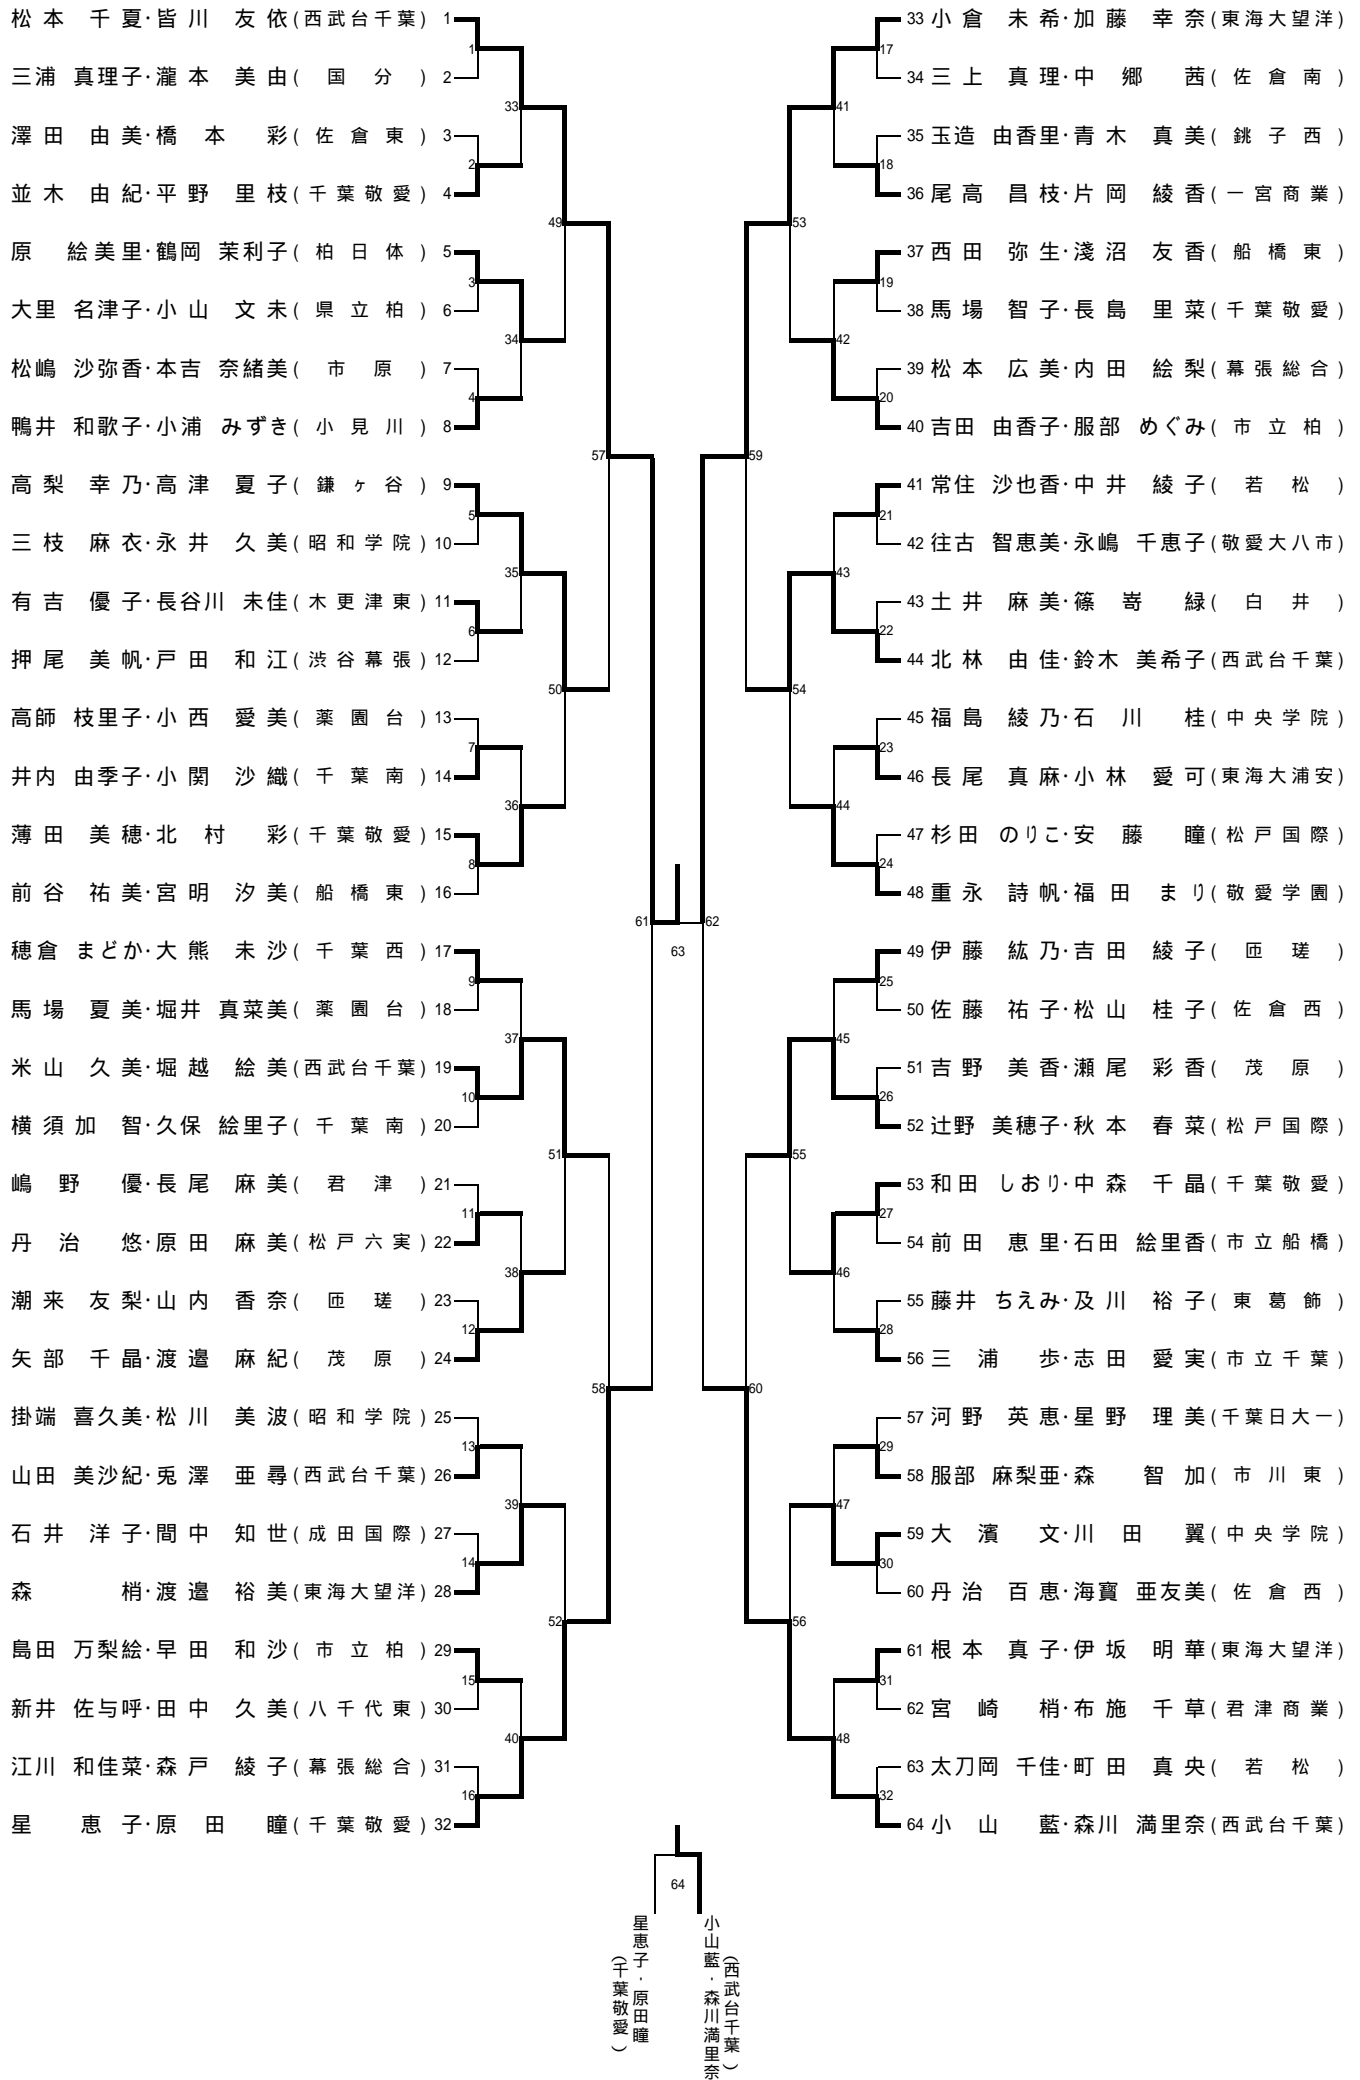 松本 千夏·皆川 友依(西武台千葉) 1
三浦 真理子·瀧本 美由(国分) 2
澤田 由美·橋本 彩(佐倉東) 3
並木 由紀·平野 里枝(千葉敬愛) 4
原 絵美里·鶴岡 茉利子(柏日体) 5
大里 名津子·小山 文未(県立柏) 6
松嶋 沙弥香·本吉 奈緒美(市原) 7
鴨井 和歌子·小浦 みずき(小見川) 8
高梨 幸乃·高津 夏子(鎌ヶ谷) 9
三枝 麻衣·永井 久美(昭和学院) 10
有吉 優子·長谷川 未佳(木更津東) 11
押尾 美帆·戸田 和江(渋谷幕張) 12
高師 枝里子·小西 愛美(薬園台) 13
井内 由季子·小関 沙織(千葉南) 14
薄田 美穂·北村 彩(千葉敬愛) 15
前谷 祐美·宮明 汐美(船橋東) 16
穂倉 まどか·大熊 未沙(千葉西) 17
馬場 夏美·堀井 真菜美(薬園台) 18
米山 久美·堀越 絵美(西武台千葉) 19
横須加 智·久保 絵里子(千葉南) 20
嶋野 優·長尾 麻美(君津) 21
丹治 悠·原田 麻美(松戸六実) 22
潮来 友梨·山内 香奈(匝瑳) 23
矢部 千晶·渡邉 麻紀(茂原) 24
掛端 喜久美·松川 美波(昭和学院) 25
山田 美沙紀·兎澤 亜尋(西武台千葉) 26
石井 洋子·間中 知世(成田国際) 27
森 梢·渡邉 裕美(東海大望洋) 28
島田 万梨絵·早田 和沙(市立柏) 29
新井 佐与呼·田中 久美(八千代東) 30
江川 和佳菜·森戸 綾子(幕張総合) 31
星 恵子·原田 瞳(千葉敬愛) 32
1
2
3
4
5
6
7
8
9
10
11
12
13
14
15
16
33
34
35
36
37
38
39
40
49
50
51
52
57
58
61
63
62
59
60
53
54
55
56
41
42
43
44
45
46
47
48
17
18
19
20
21
22
23
24
25
26
27
28
29
30
31
32
33 小倉 未希·加藤 幸奈(東海大望洋)
34 三上 真理·中郷 茜(佐倉南)
35 玉造 由香里·青木 真美(銚子西)
36 尾高 昌枝·片岡 綾香(一宮商業)
37 西田 弥生·淺沼 友香(船橋東)
38 馬場 智子·長島 里菜(千葉敬愛)
39 松本 広美·内田 絵梨(幕張総合)
40 吉田 由香子·服部 めぐみ(市立柏)
41 常住 沙也香·中井 綾子(若松)
42 往古 智恵美·永嶋 千恵子(敬愛大八市)
43 土井 麻美·篠嵜 緑(白井)
44 北林 由佳·鈴木 美希子(西武台千葉)
45 福島 綾乃·石川 桂(中央学院)
46 長尾 真麻·小林 愛可(東海大浦安)
47 杉田 のりこ·安藤 瞳(松戸国際)
48 重永 詩帆·福田 まり(敬愛学園)
49 伊藤 紘乃·吉田 綾子(匝瑳)
50 佐藤 祐子·松山 桂子(佐倉西)
51 吉野 美香·瀬尾 彩香(茂原)
52 辻野 美穂子·秋本 春菜(松戸国際)
53 和田 しおり·中森 千晶(千葉敬愛)
54 前田 恵里·石田 絵里香(市立船橋)
55 藤井 ちえみ·及川 裕子(東葛飾)
56 三浦 歩·志田 愛実(市立千葉)
57 河野 英恵·星野 理美(千葉日大一)
58 服部 麻梨亜·森 智加(市川東)
59 大濱 文·川田 翼(中央学院)
60 丹治 百恵·海寳 亜友美(佐倉西)
61 根本 真子·伊坂 明華(東海大望洋)
62 宮崎 梢·布施 千草(君津商業)
63 太刀岡 千佳·町田 真央(若松)
64 小山 藍·森川 満里奈(西武台千葉)
64
星恵子·原田瞳
(千葉敬愛)
小山藍·森川満里奈
(西武台千葉)